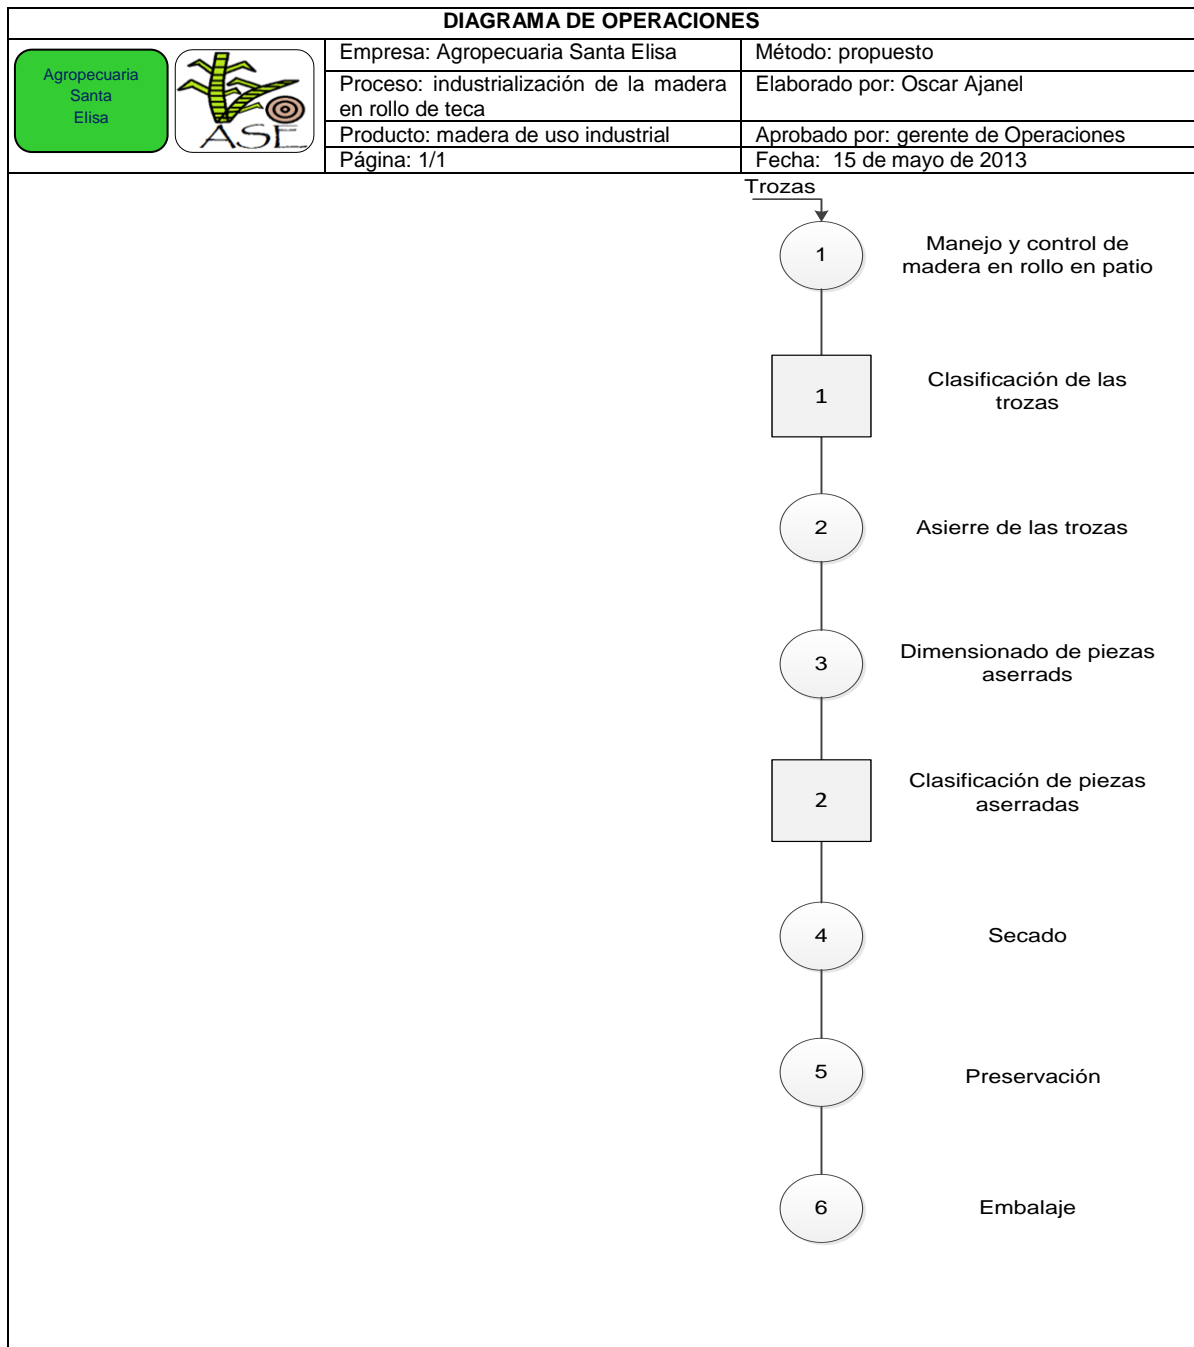 DIAGRAMA DE OPERACIONES
Agropecuaria
Santa
Elisa
ASE
Empresa: Agropecuaria Santa Elisa
Método: propuesto
Proceso: industrialización de la madera
en rollo de teca
Elaborado por: Oscar Ajanel
Producto: madera de uso industrial
Aprobado por: gerente de Operaciones
Página: 1/1
Fecha: 15 de mayo de 2013
Trozas
1
Manejo y control de
madera en rollo en patio
1
Clasificación de las
trozas
2
Asierre de las trozas
3
Dimensionado de piezas
aserrads
2
Clasificación de piezas
aserradas
4
Secado
5
Preservación
6
Embalaje